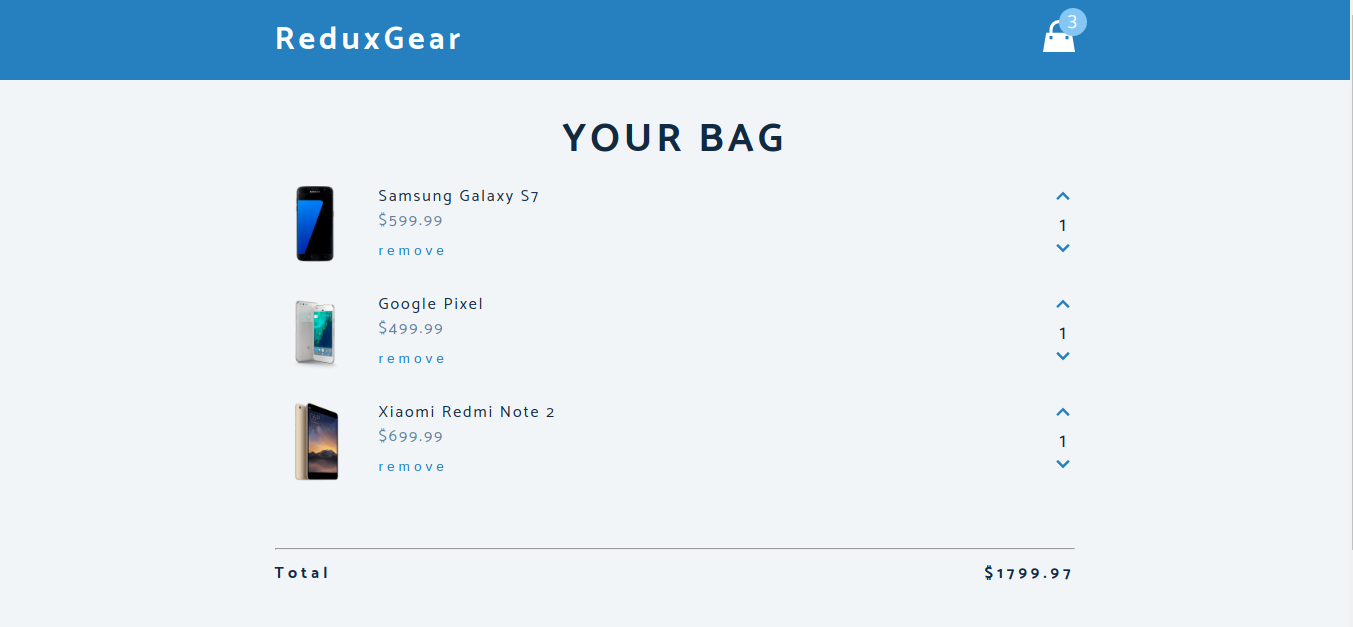 ReduxGear
3
YOUR BAG
Samsung Galaxy S7
$599.99
1
remove
Google Pixel
$499.99
1
remove
Xiaomi Redmi Note 2
$699.99
1
remove
Total $1799.97